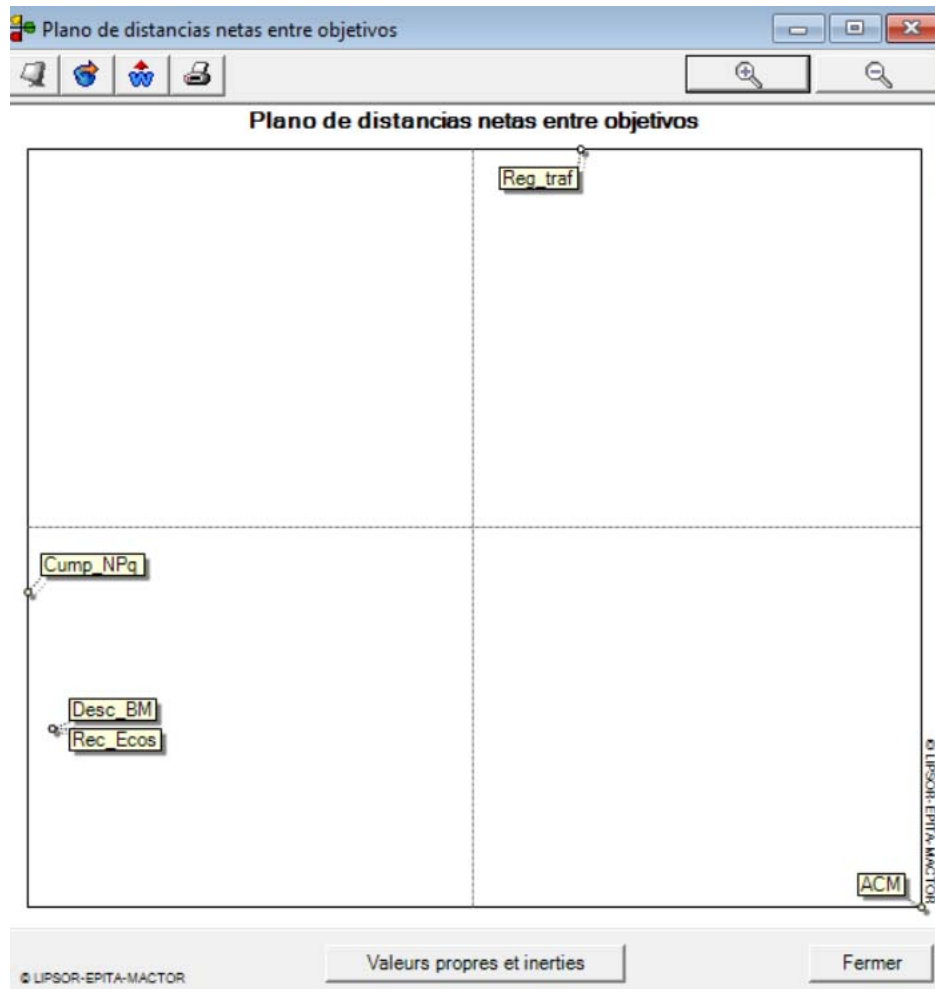 Plano de distancias netas entre objetivos
Plano de distancias netas entre objetivos
Reg_traf
Cump_NPq
Desc_BM
Rec_Ecos
© LIPSOR-EPITA-MACTOR
ACM
© LIPSOR-EPITA-MACTOR
Valeurs propres et inerties
Fermer